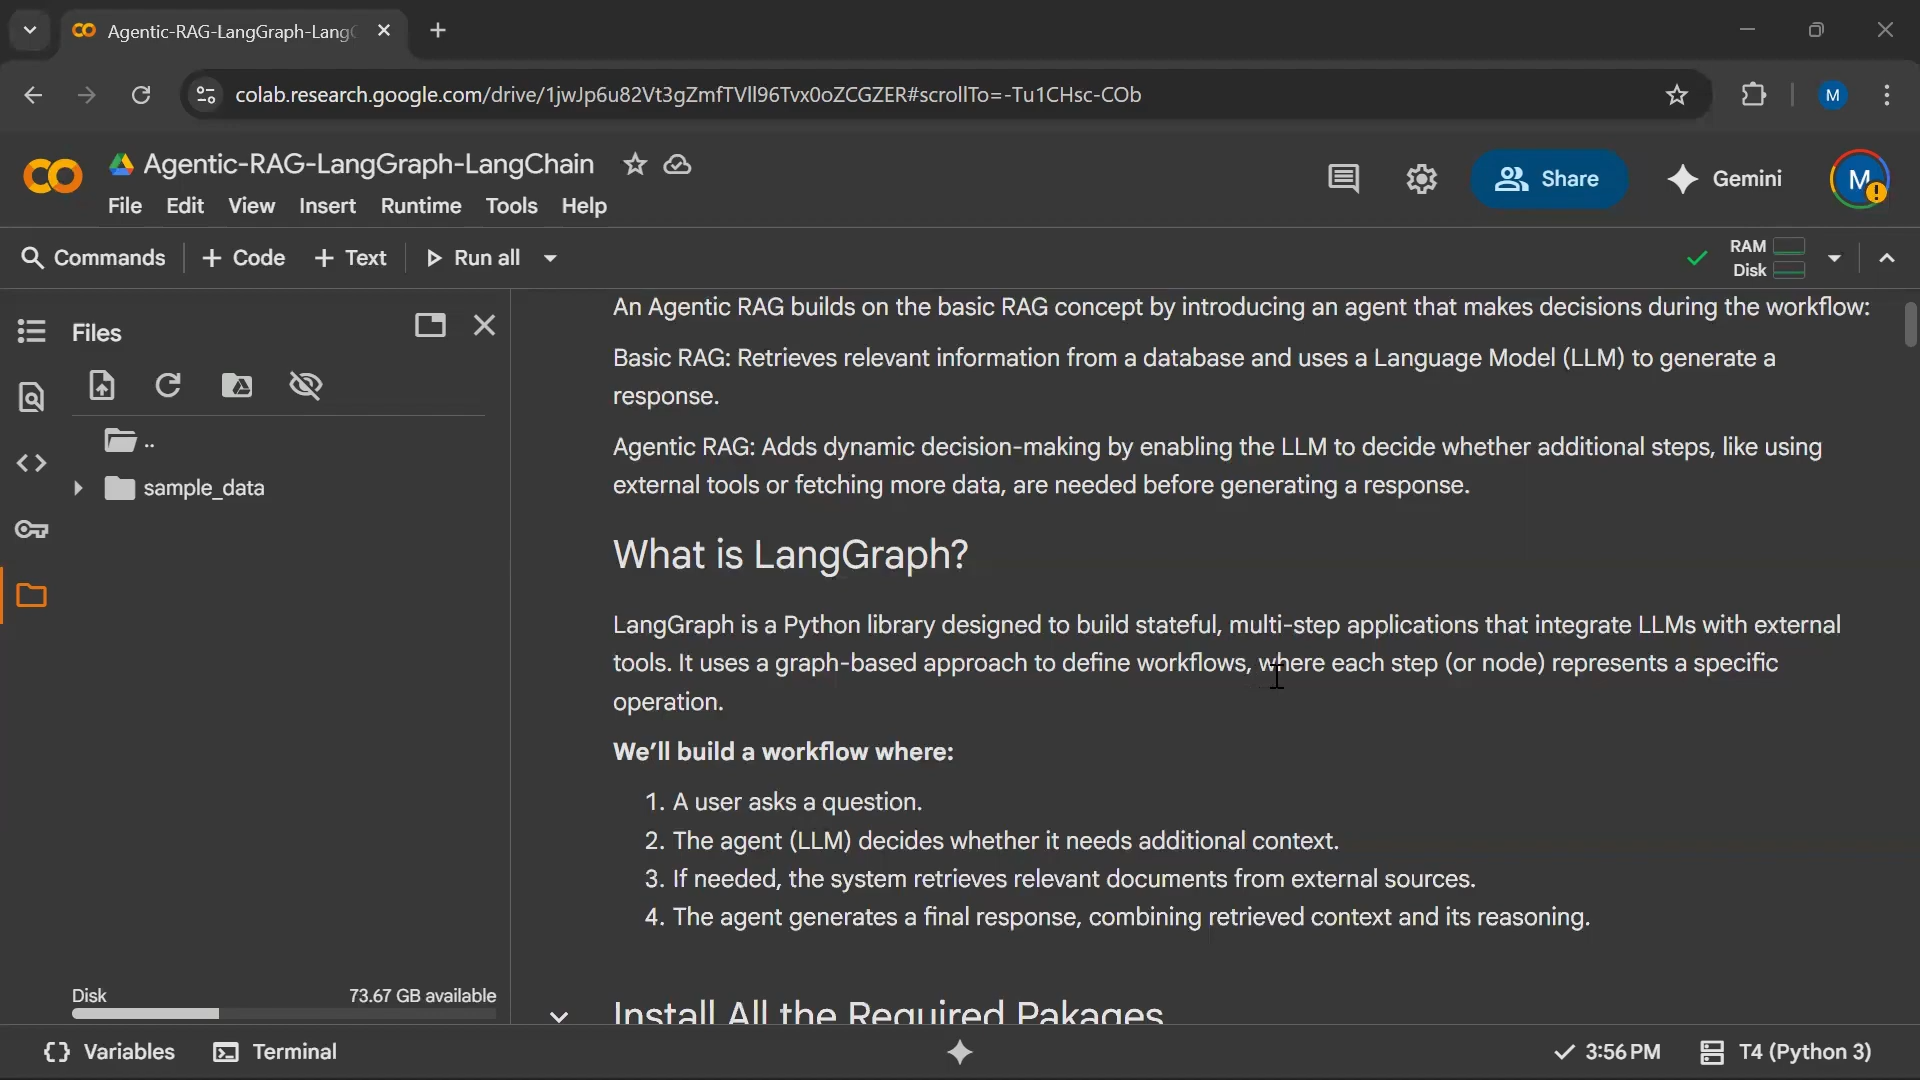 Agentic-RAG-LangGraph-Lang
colab.research.google.com/drive/1jwJp6u82Vt3gZmfTVll96Tvx0oZCGZER#scrollTo=-Tu1CHsc-COb
M
Agentic-RAG-LangGraph-LangChain
Share
Gemini
M
File Edit View Insert Runtime Tools Help
Commands + Code + Text Run all
RAM
Disk
Files
..
sample_data
Disk 73.67 GB available
An Agentic RAG builds on the basic RAG concept by introducing an agent that makes decisions during the workflow:
Basic RAG: Retrieves relevant information from a database and uses a Language Model (LLM) to generate a
response.
Agentic RAG: Adds dynamic decision-making by enabling the LLM to decide whether additional steps, like using
external tools or fetching more data, are needed before generating a response.
What is LangGraph?
LangGraph is a Python library designed to build stateful, multi-step applications that integrate LLMs with external
tools. It uses a graph-based approach to define workflows, where each step (or node) represents a specific
operation.
We'll build a workflow where:
1. A user asks a question.
2. The agent (LLM) decides whether it needs additional context.
3. If needed, the system retrieves relevant documents from external sources.
4. The agent generates a final response, combining retrieved context and its reasoning.
Install All the Required Pakages
{} Variables Terminal
3:56 PM T4 (Python 3)